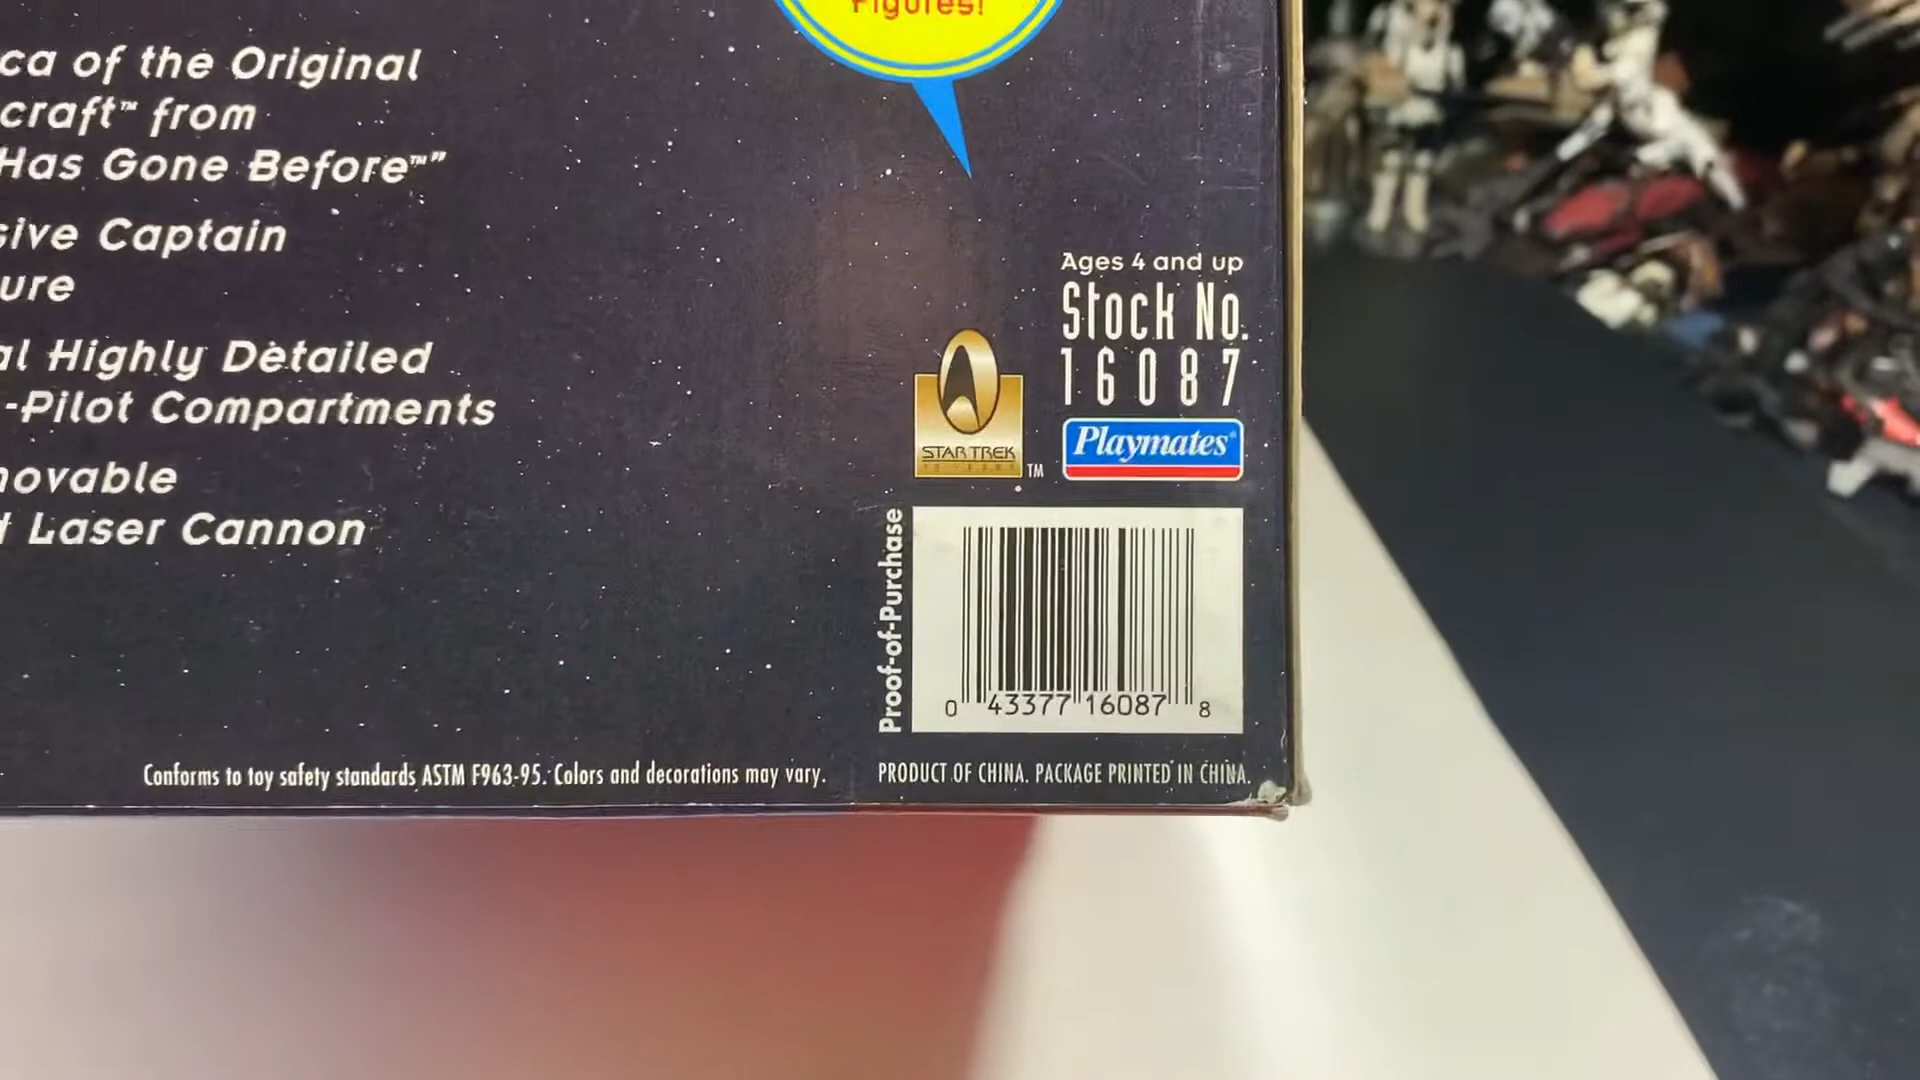 Figures!
ca of the Original
craft™ from
Has Gone Before™”
sive Captain
ure
al Highly Detailed
-Pilot Compartments
movable
d Laser Cannon
Ages 4 and up
Stock No.
16087
STAR TREK
TM
Playmates®
Proof-of-Purchase
0 43377 16087 8
Conforms to toy safety standards ASTM F963-95. Colors and decorations may vary.
PRODUCT OF CHINA. PACKAGE PRINTED IN CHINA.